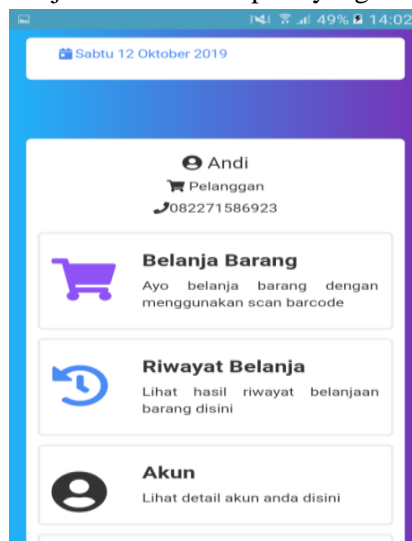 49% 14:02
Sabtu 12 Oktober 2019
Andi
Pelanggan
082271586923
Belanja Barang
Ayo belanja barang dengan
menggunakan scan barcode
Riwayat Belanja
Lihat hasil riwayat belanjaan
barang disini
Akun
Lihat detail akun anda disini